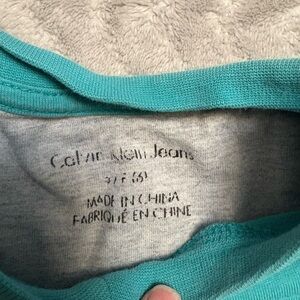 Calvin Klein Jeans
MADE IN CHINA
FABRIQUÉ EN CHINE